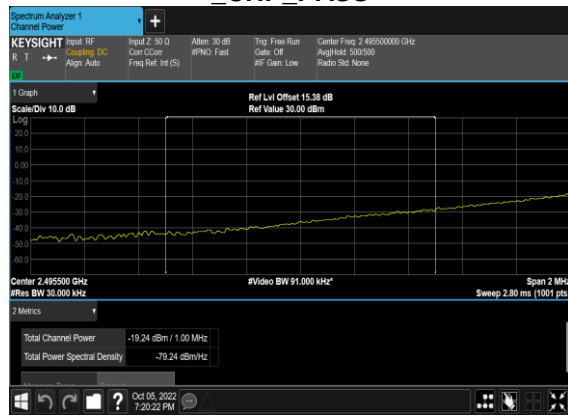 Spectrum Analyzer 1
Channel Power
+
KEYSIGHT
R T
LV
Input: RF
Coupling: DC
Align: Auto
Input Z: 50 Ω
Corr CCorr
Freq Ref: Int (S)
Atten: 30 dB
#PNO: Fast
Trig: Free Run
Gate: Off
#IF Gain: Low
Center Freq: 2.495500000 GHz
Avg|Hold: 500/500
Radio Std: None
1 Graph
Scale/Div 10.0 dB
Ref Lvl Offset 15.38 dB
Ref Value 30.00 dBm
Log
20.0
10.0
0.00
-10.0
-20.0
-30.0
-40.0
-50.0
-60.0
Center 2.495500 GHz
#Video BW 91.000 kHz*
Span 2 MHz
#Res BW 30.000 kHz
Sweep 2.80 ms (1001 pts
2 Metrics
Total Channel Power -19.24 dBm / 1.00 MHz
Total Power Spectral Density -79.24 dBm/Hz
?
Oct 05, 2022
7:20:22 PM